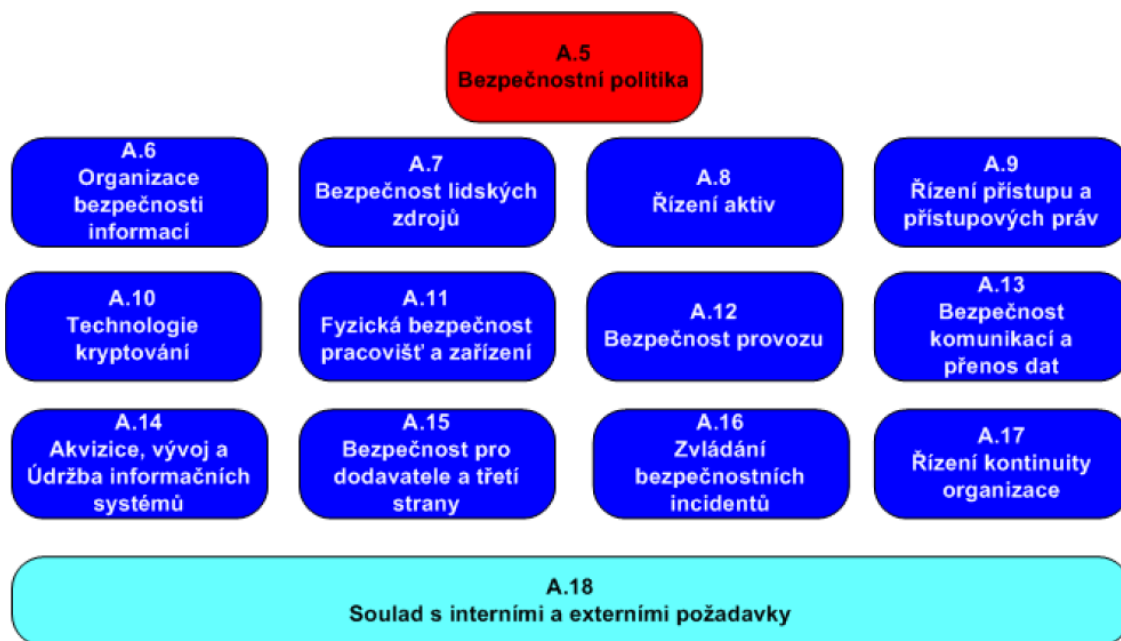 A.5
Bezpečnostní politika
A.6
Organizace
bezpečnosti
informací
A.7
Bezpečnost lidských
zdrojů
A.8
Řízení aktiv
A.9
Řízení přístupu a
přístupových práv
A.10
Technologie
kryptování
A.11
Fyzická bezpečnost
pracovišť a zařízení
A.12
Bezpečnost provozu
A.13
Bezpečnost
komunikací a
přenos dat
A.14
Akvizice, vývoj a
Údržba informačních
systémů
A.15
Bezpečnost pro
dodavatele a třetí
strany
A.16
Zvládání
bezpečnostních
incidentů
A.17
Řízení kontinuity
organizace
A.18
Soulad s interními a externími požadavky